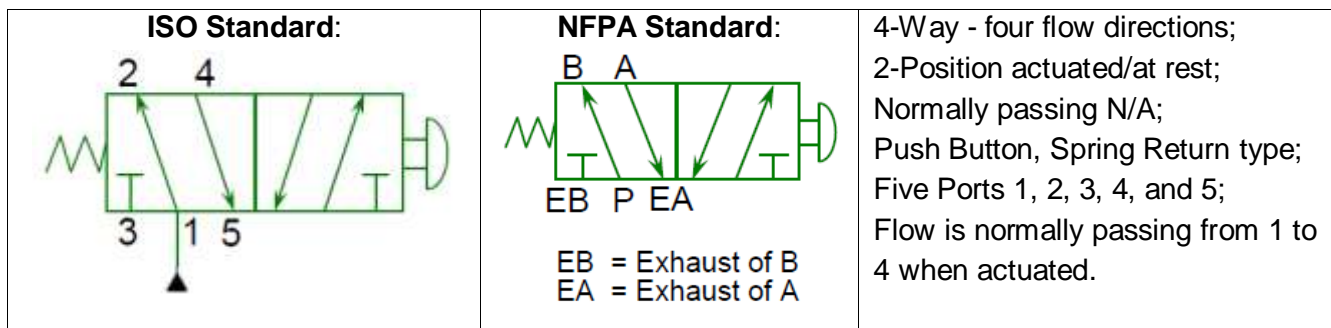 ISO Standard:
2 4
3 1 5
NFPA Standard:
B A
EB P EA
EB = Exhaust of B
EA = Exhaust of A
4-Way - four flow directions;
2-Position actuated/at rest;
Normally passing N/A;
Push Button, Spring Return type;
Five Ports 1, 2, 3, 4, and 5;
Flow is normally passing from 1 to
4 when actuated.